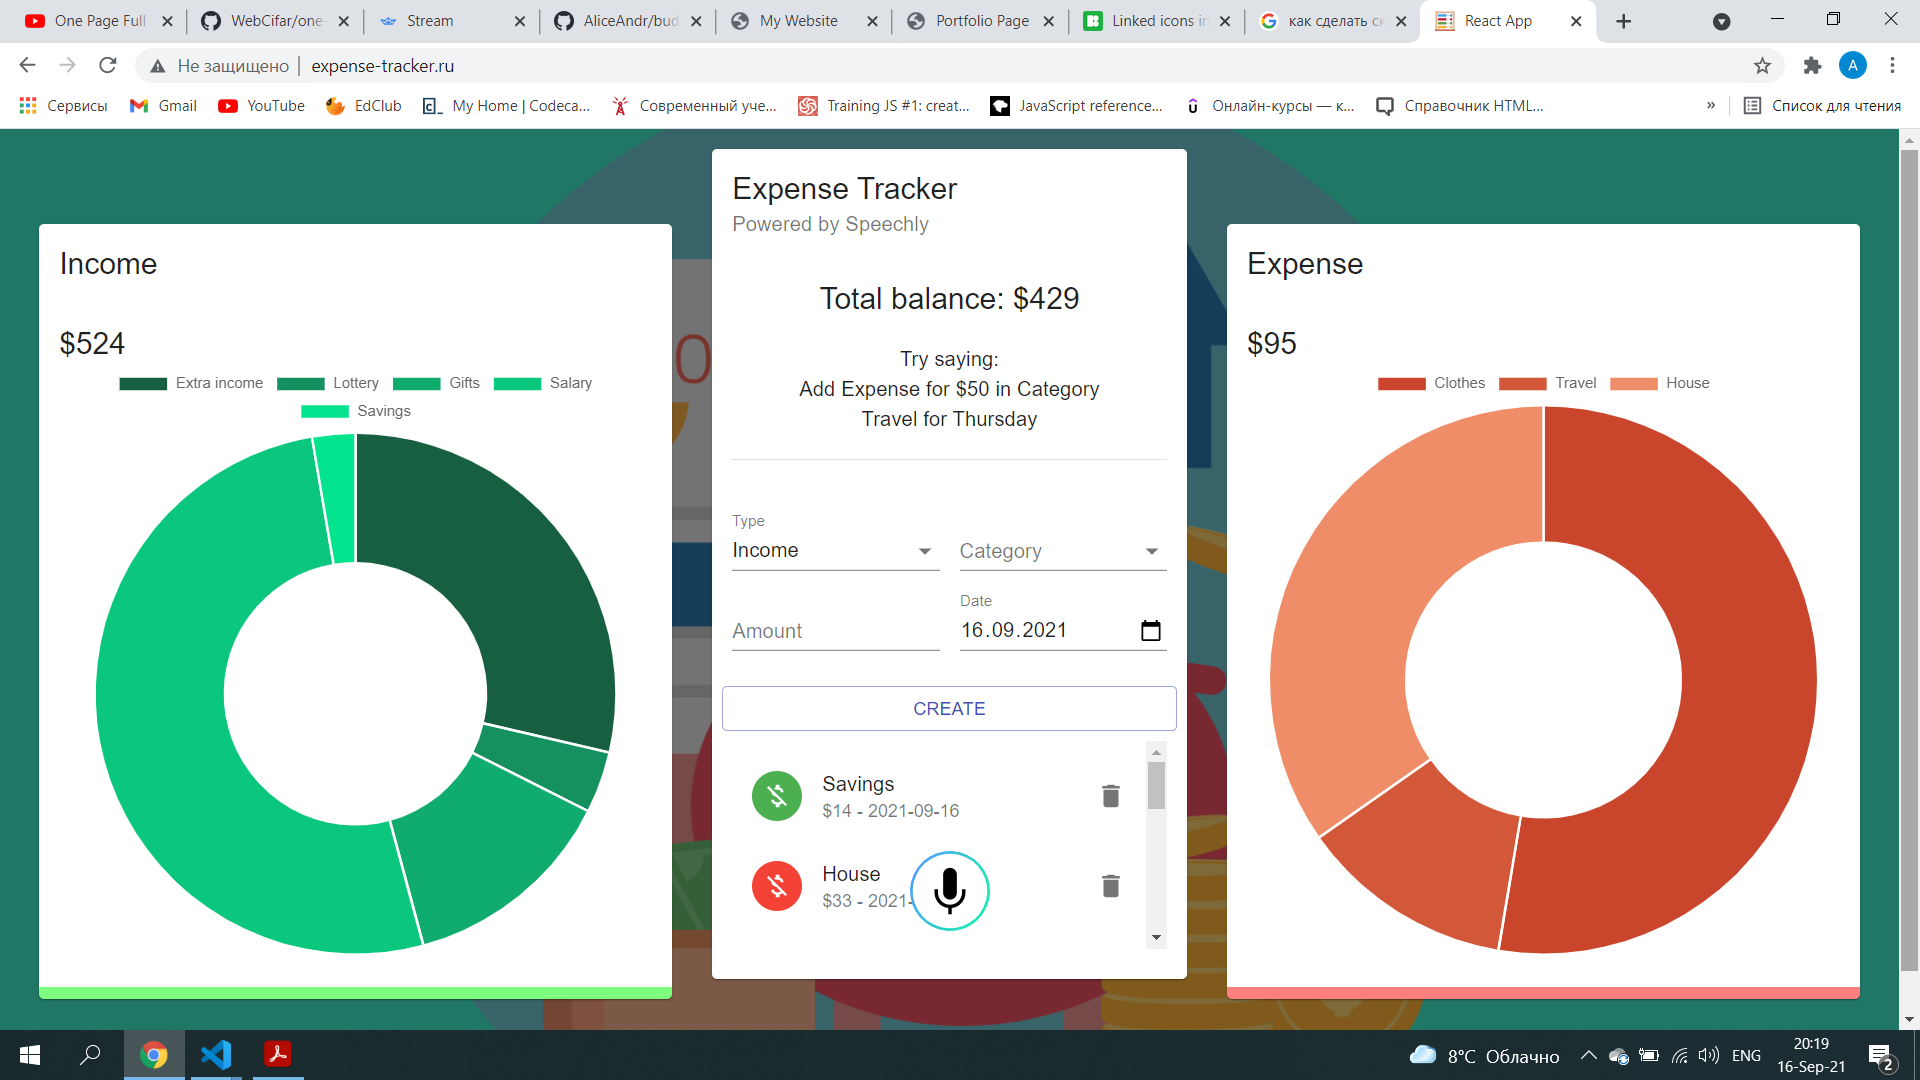 One Page Full
WebCifar/one-
Stream
AliceAndr/bud
My Website
Portfolio Page
Linked icons in
как сделать ск
React App
Не защищено
expense-tracker.ru
A
Сервисы
Gmail
YouTube
EdClub
My Home | Codeca...
Современный уче...
Training JS #1: creat...
JavaScript reference...
Онлайн-курсы — к...
Справочник HTML...
»
Список для чтения
Income
$524
Extra income
Lottery
Gifts
Salary
Savings
Expense Tracker
Powered by Speechly
Total balance: $429
Try saying:
Add Expense for $50 in Category
Travel for Thursday
Type
Income
Category
Amount
Date
16.09.2021
CREATE
Savings
$14 - 2021-09-16
House
$33 - 2021-
Expense
$95
Clothes
Travel
House
8°C Облачно
ENG
20:19
16-Sep-21
2